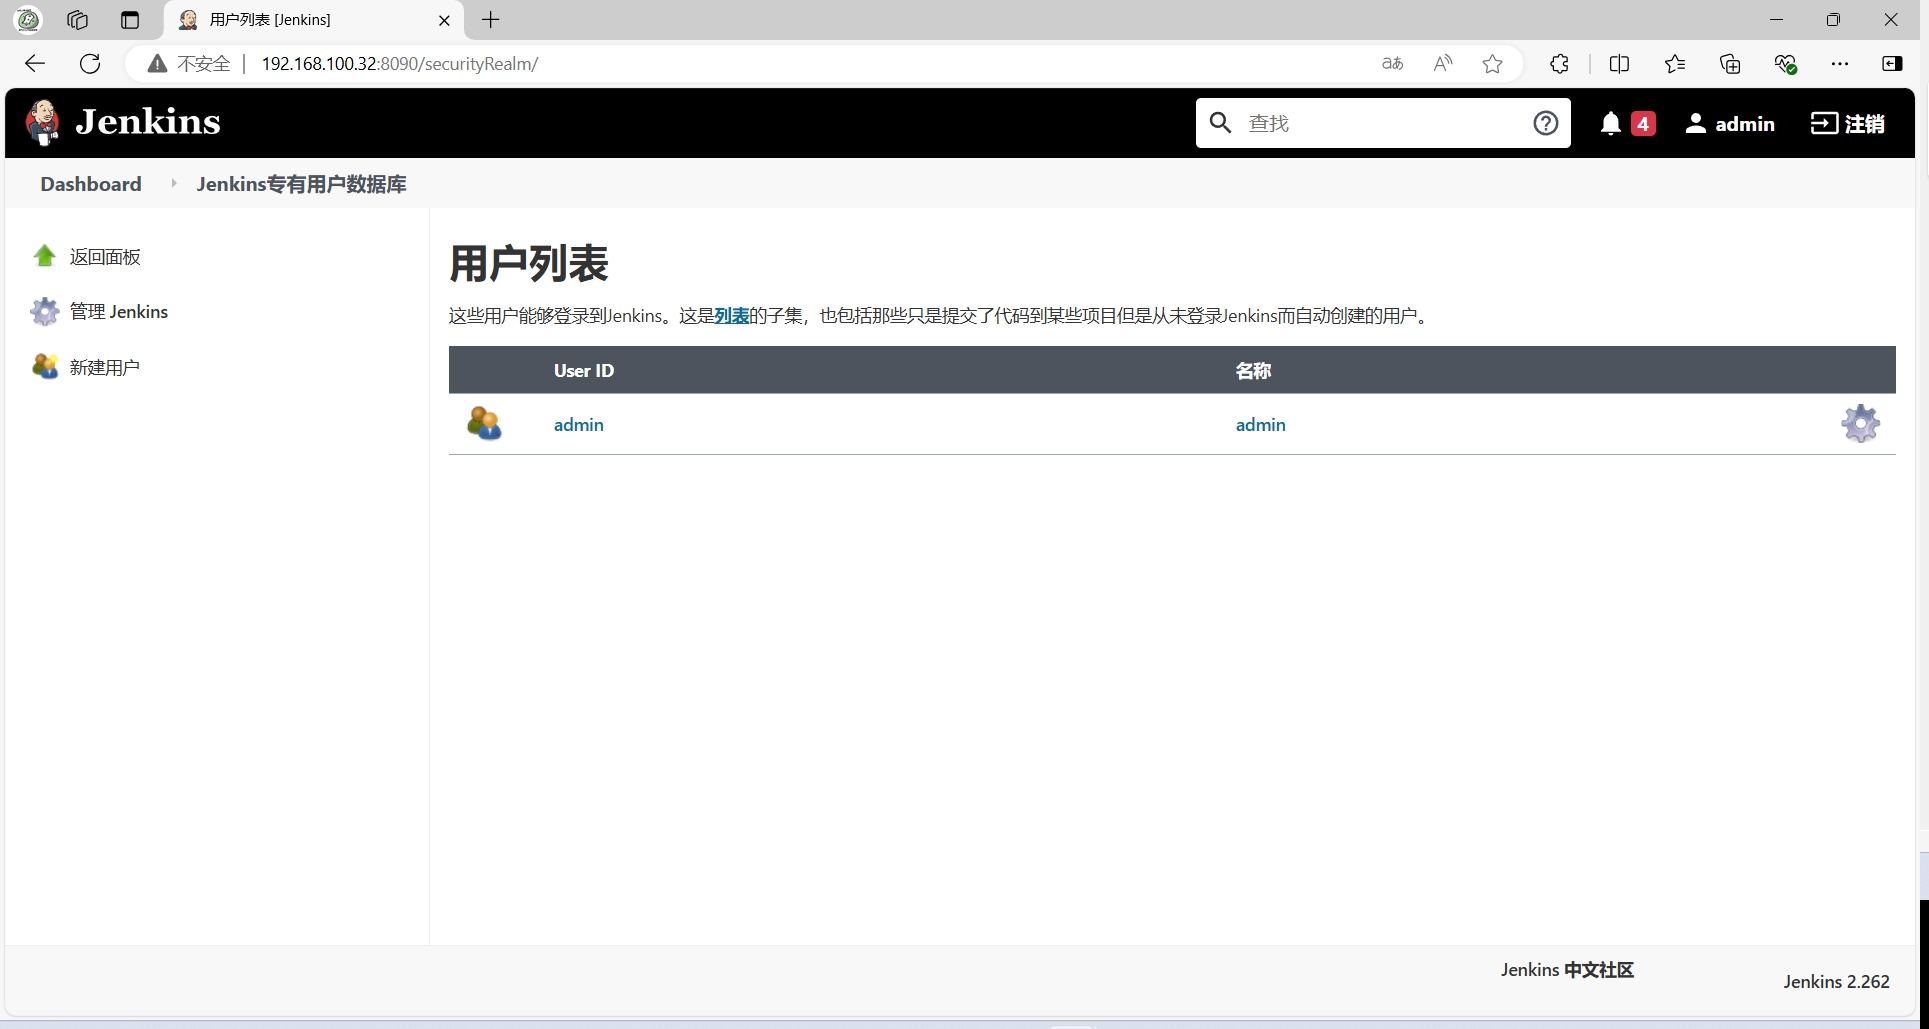 用户列表 [Jenkins]
不安全 192.168.100.32:8090/securityRealm/
Jenkins 查找 4 admin 注销
Dashboard Jenkins专有用户数据库
返回面板
管理 Jenkins
新建用户
用户列表
这些用户能够登录到Jenkins。这是列表的子集，也包括那些只是提交了代码到某些项目但是从未登录Jenkins而自动创建的用户。
User ID 名称
admin admin
Jenkins 中文社区
Jenkins 2.262